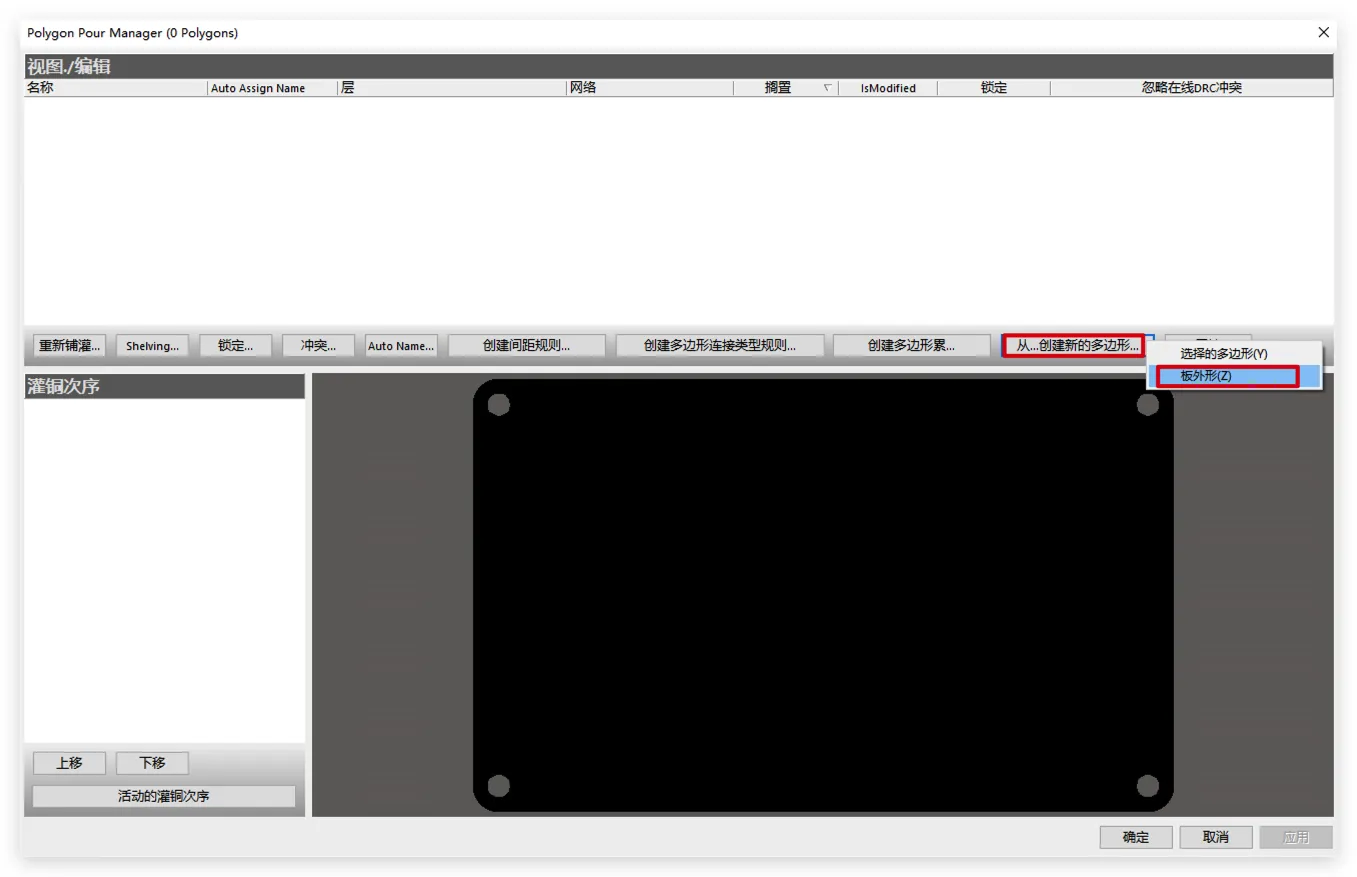 Polygon Pour Manager (0 Polygons)
视图./编辑
名称 Auto Assign Name 层 网络 搁置 IsModified 锁定 忽略在线DRC冲突
重新铺灌... Shelving... 锁定... 冲突... Auto Name... 创建间距规则... 创建多边形连接类型规则... 创建多边形累... 从...创建新的多边形...
选择的多边形(Y)
板外形(Z)
灌铜次序
上移 下移
活动的灌铜次序
确定 取消 应用